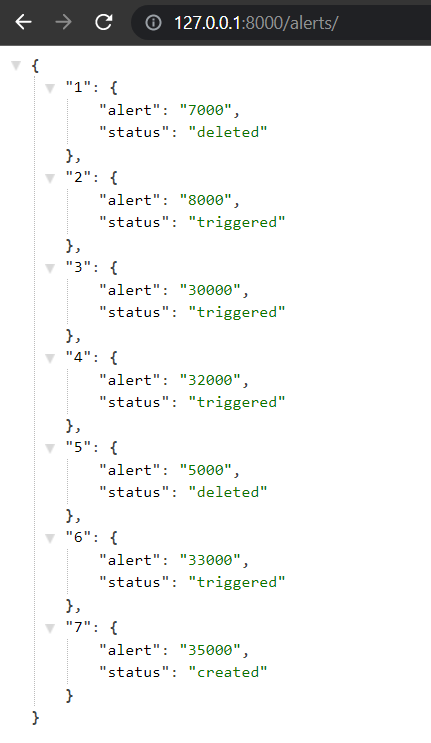 127.0.0.1:8000/alerts/
{
"1": {
"alert": "7000",
"status": "deleted"
},
"2": {
"alert": "8000",
"status": "triggered"
},
"3": {
"alert": "30000",
"status": "triggered"
},
"4": {
"alert": "32000",
"status": "triggered"
},
"5": {
"alert": "5000",
"status": "deleted"
},
"6": {
"alert": "33000",
"status": "triggered"
},
"7": {
"alert": "35000",
"status": "created"
}
}